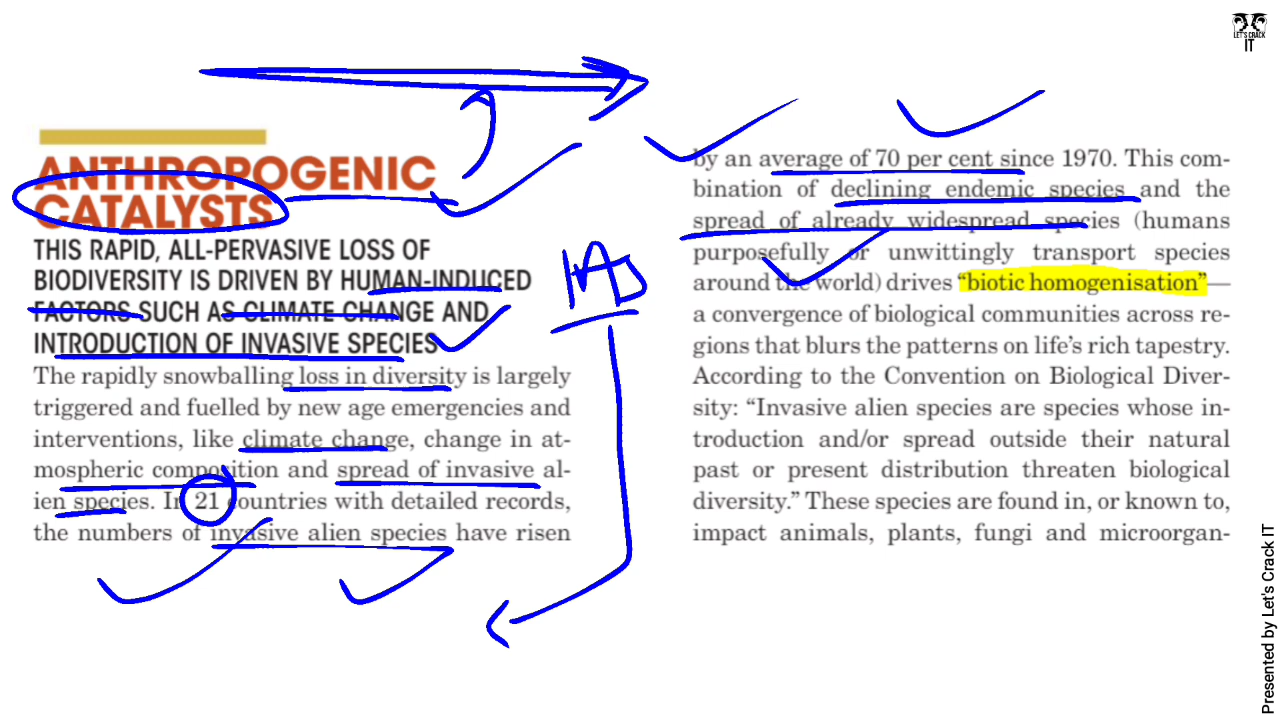 LET'S CRACK
IT
ANTHROPOGENIC
CATALYSTS
THIS RAPID, ALL-PERVASIVE LOSS OF
BIODIVERSITY IS DRIVEN BY HUMAN-INDUCED
FACTORS SUCH AS CLIMATE CHANGE AND
INTRODUCTION OF INVASIVE SPECIES
The rapidly snowballing loss in diversity is largely
triggered and fuelled by new age emergencies and
interventions, like climate change, change in at-
mospheric composition and spread of invasive al-
ien species. In 21 countries with detailed records,
the numbers of invasive alien species have risen
IAS
by an average of 70 per cent since 1970. This com-
bination of declining endemic species and the
spread of already widespread species (humans
purposefully or unwittingly transport species
around the world) drives “biotic homogenisation”—
a convergence of biological communities across re-
gions that blurs the patterns on life's rich tapestry.
According to the Convention on Biological Diver-
sity: “Invasive alien species are species whose in-
troduction and/or spread outside their natural
past or present distribution threaten biological
diversity.” These species are found in, or known to,
impact animals, plants, fungi and microorgan-
Presented by Let's Crack IT